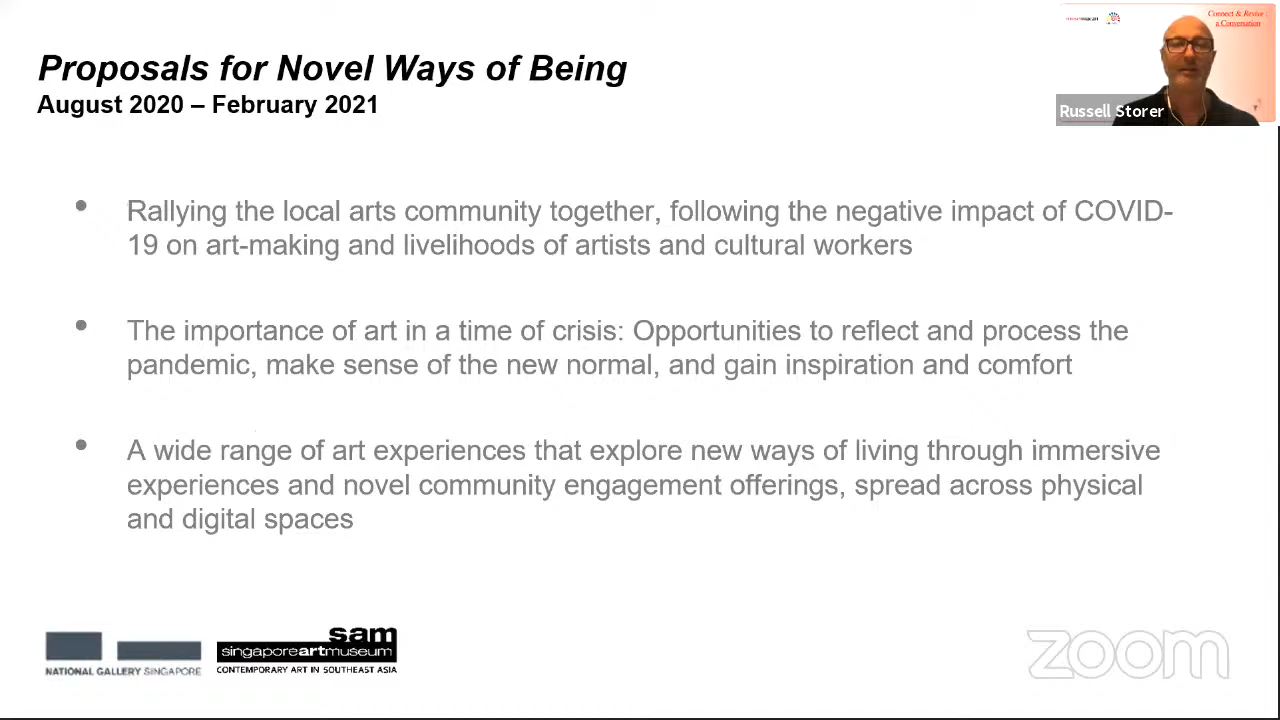 Proposals for Novel Ways of Being
August 2020 – February 2021
Connect & Revive :
a Conversation
Russell Storer
• Rallying the local arts community together, following the negative impact of COVID-
19 on art-making and livelihoods of artists and cultural workers
• The importance of art in a time of crisis: Opportunities to reflect and process the
pandemic, make sense of the new normal, and gain inspiration and comfort
• A wide range of art experiences that explore new ways of living through immersive
experiences and novel community engagement offerings, spread across physical
and digital spaces
NATIONAL GALLERY SINGAPORE
sam
singaporeartmuseum
CONTEMPORARY ART IN SOUTHEAST ASIA
zoom